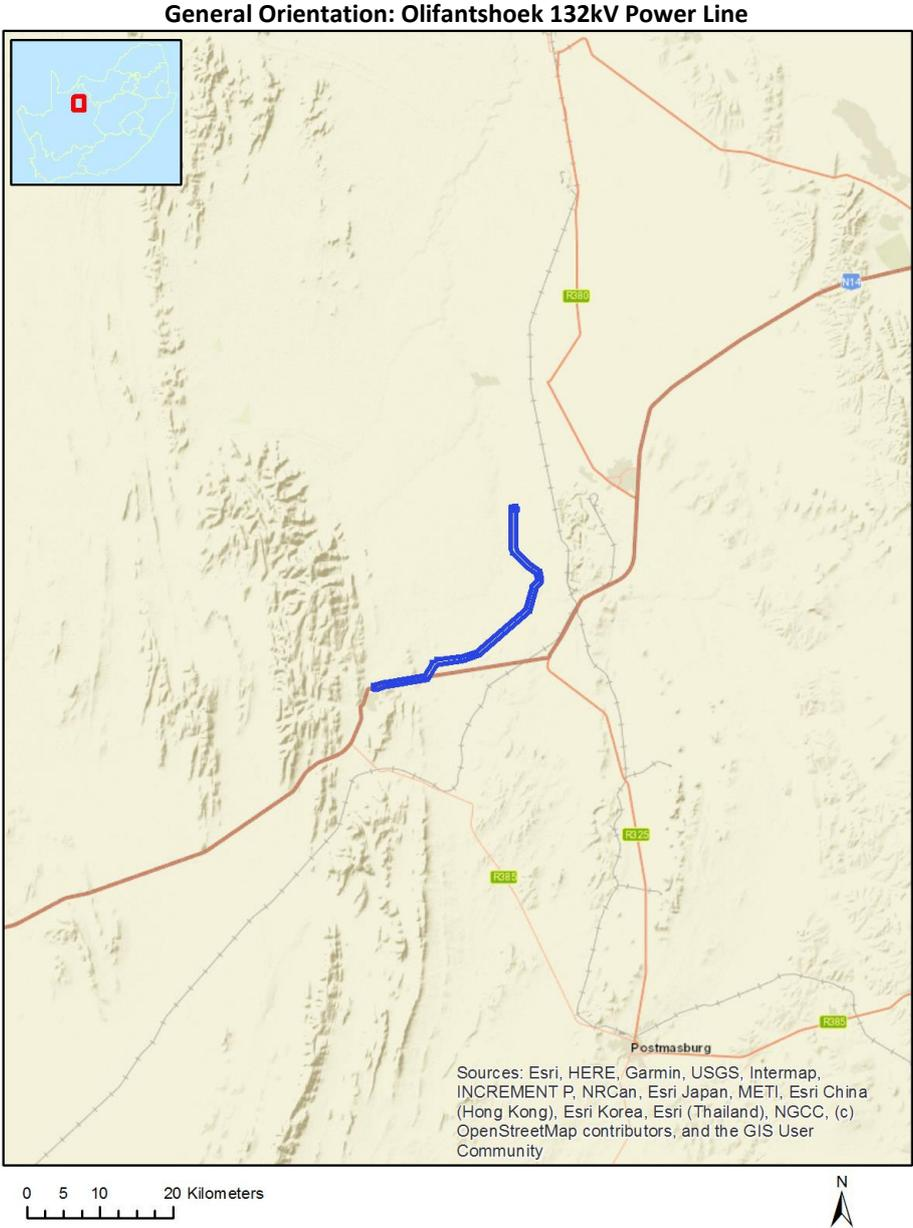 General Orientation: Olifantshoek 132kV Power Line
R380
N14
R325
R385
R385
Postmasburg
Sources: Esri, HERE, Garmin, USGS, Intermap,
INCREMENT P, NRCan, Esri Japan, METI, Esri China
(Hong Kong), Esri Korea, Esri (Thailand), NGCC, (c)
OpenStreetMap contributors, and the GIS User
Community
0 5 10 20 Kilometers
N